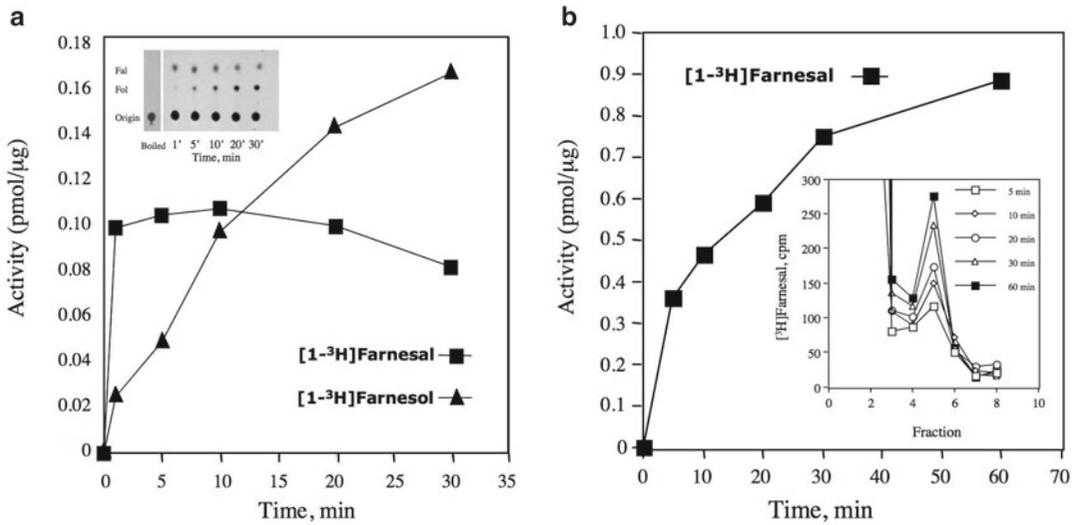 a
0.18
0.16
0.14
0.12
0.10
0.08
0.06
0.04
0.02
0
Activity (pmol/µg)
Fal
Fol
Origin
Boiled 1' 5' 10' 20' 30'
Time, min
[1-³H]Farnesal
[1-³H]Farnesol
0 5 10 15 20 25 30 35
Time, min
b
1.0
0.9
0.8
0.7
0.6
0.5
0.4
0.3
0.2
0.1
0
Activity (pmol/µg)
[1-³H]Farnesal
300
250
200
150
100
50
0
[³H]Farnesal, cpm
5 min
10 min
20 min
30 min
60 min
0 2 4 6 8 10
Fraction
0 10 20 30 40 50 60 70
Time, min